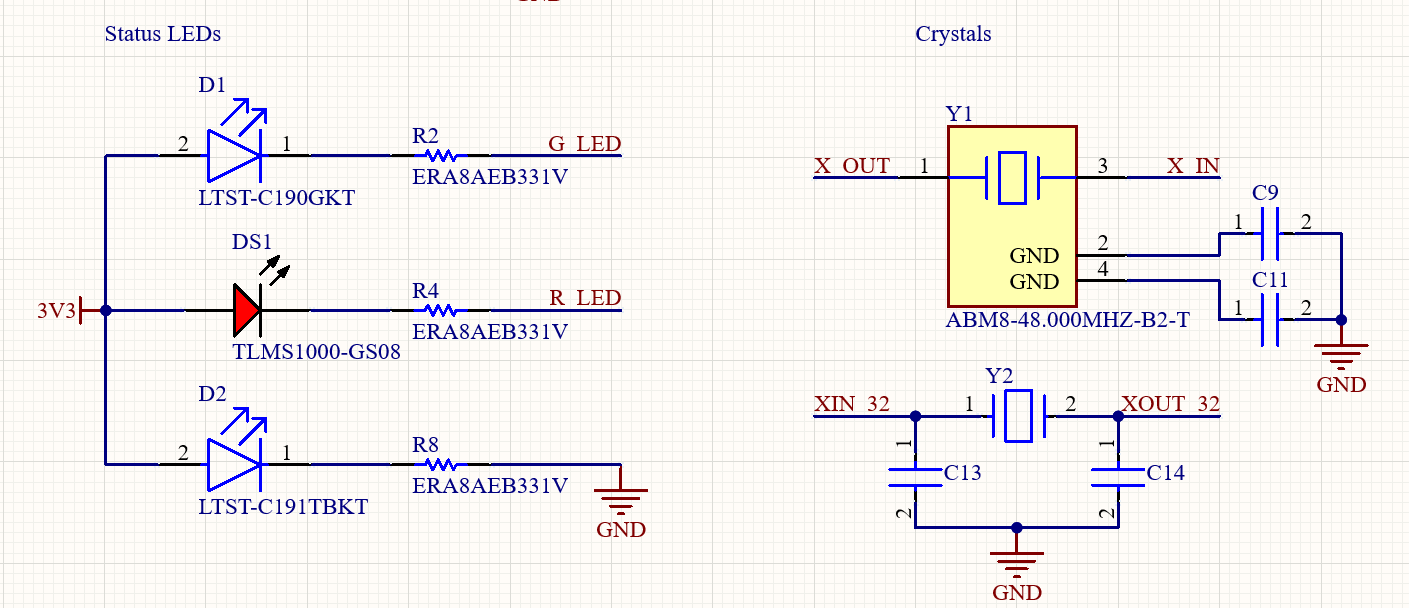 GND
Status LEDs
D1
2
1
LTST-C190GKT
R2
ERA8AEB331V
G_LED
DS1
TLMS1000-GS08
R4
ERA8AEB331V
R_LED
3V3
D2
2
1
LTST-C191TBKT
R8
ERA8AEB331V
GND
Crystals
Y1
X_OUT
1
3
X_IN
GND
2
GND
4
ABM8-48.000MHZ-B2-T
C9
1
2
C11
1
2
GND
Y2
XIN_32
1
2
XOUT_32
1
C13
2
1
C14
2
GND